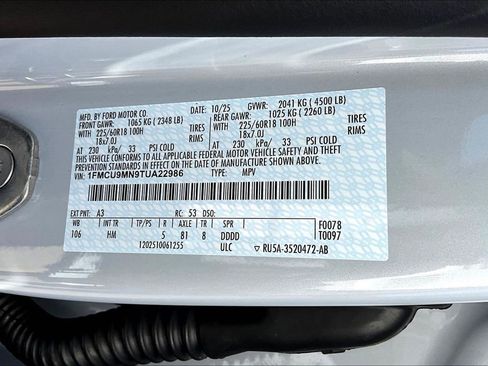 MFD. BY FORD MOTOR CO. 10/25 GVWR: 2041 KG ( 4500 LB)
FRONT GAWR: 1065 KG ( 2348 LB) REAR GAWR: 1025 KG ( 2260 LB)
WITH 225/60R18 100H TIRES WITH 225/60R18 100H TIRES
18x7.0J RIMS 18x7.0J RIMS
AT 230 kPa/ 33 PSI COLD AT 230 kPa/ 33 PSI COLD
THIS VEHICLE CONFORMS TO ALL APPLICABLE FEDERAL MOTOR VEHICLE SAFETY AND THEFT PREVENTION STANDARDS IN EFFECT ON THE DATE OF MANUFACTURE SHOWN ABOVE.
VIN: 1FMCU9MN9TUA22986 TYPE: MPV
EXT PNT: A3 RC: 53 DSO:
WB INT TR TP/PS R AXLE TR SPR F0078
106 HM 5 81 8 DDDD T0097
1202510061255 ULC RU5A-3520472-AB